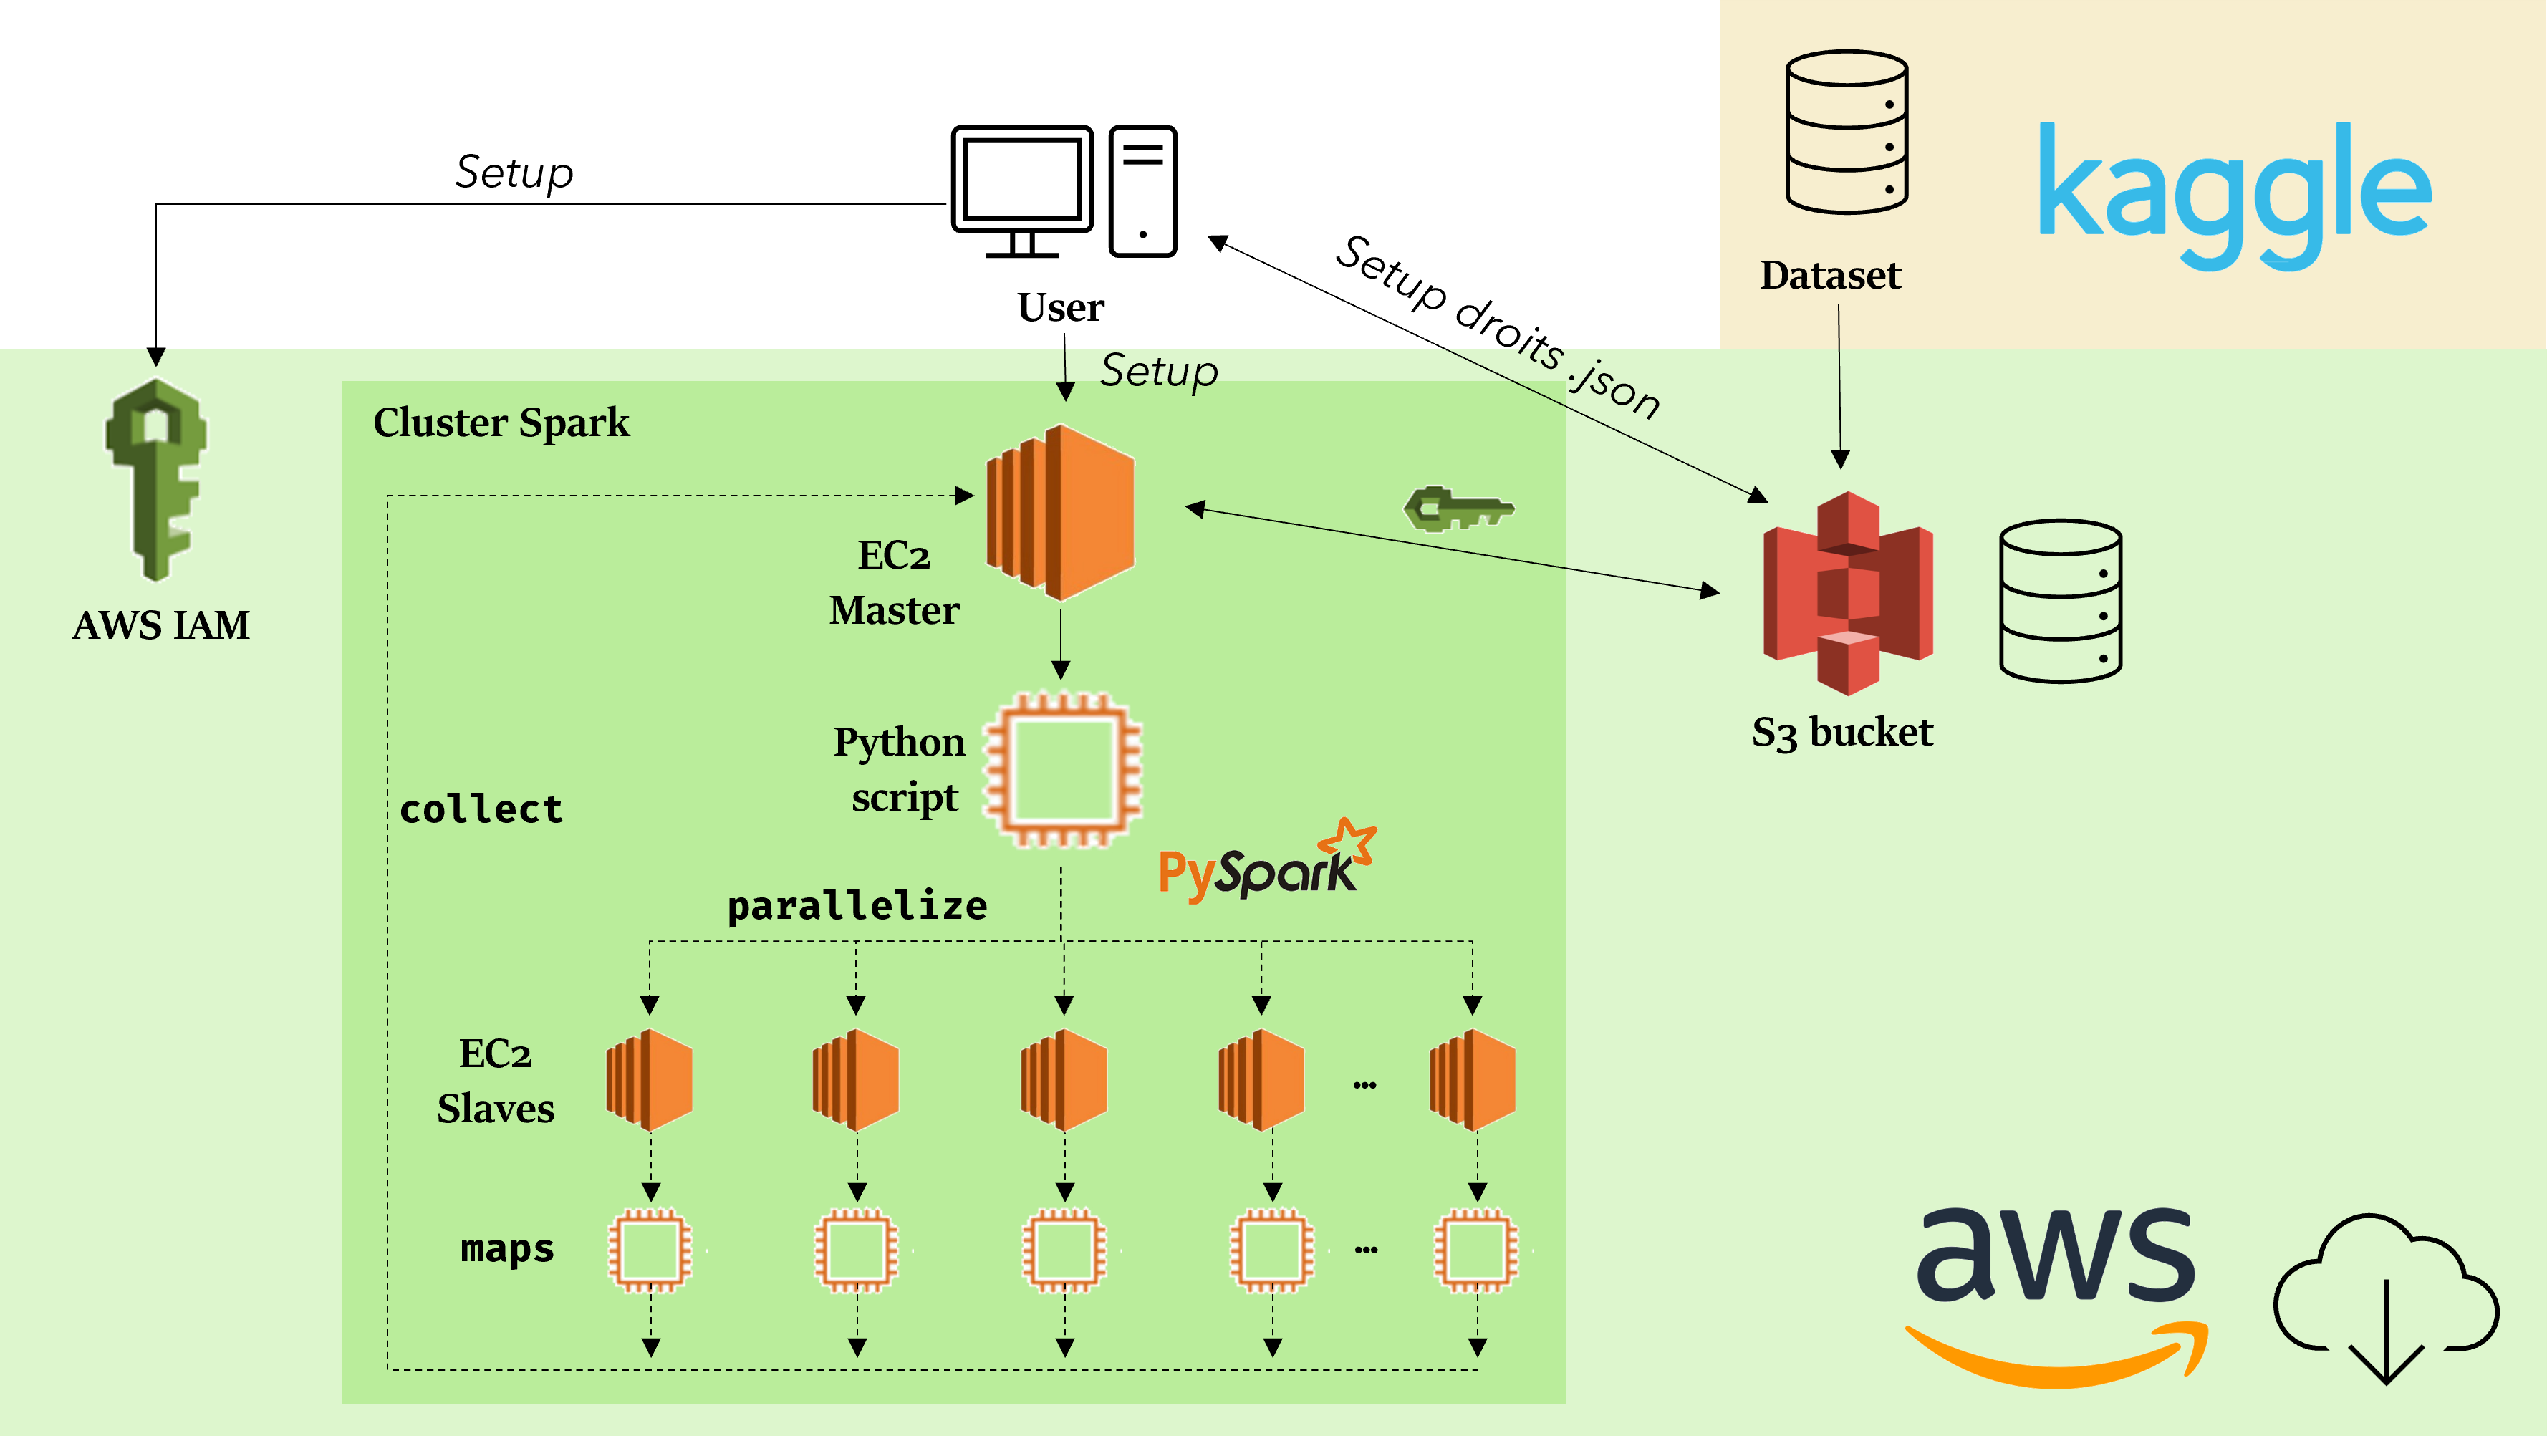 Setup
User
Setup
Setup droits .json
Dataset
kaggle
Cluster Spark
AWS IAM
EC2
Master
S3 bucket
Python
script
PySpark
collect
parallelize
EC2
Slaves
...
maps
...
aws